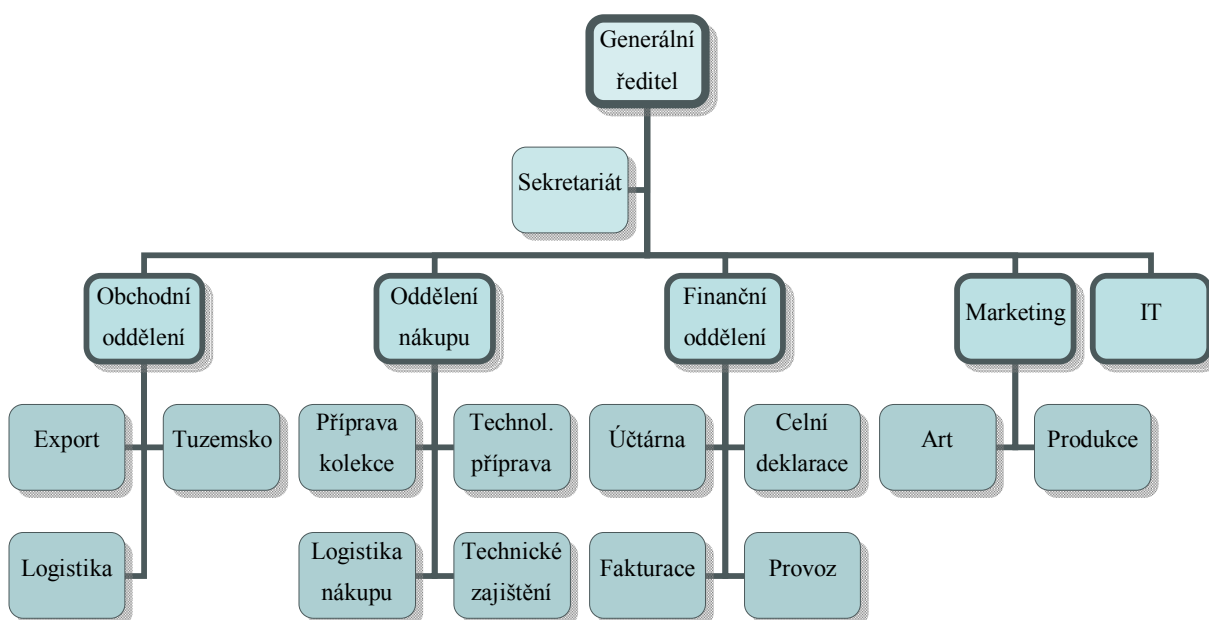 Generální
ředitel
Sekretariát
Obchodní
oddělení
Oddělení
nákupu
Finanční
oddělení
Marketing
IT
Export
Tuzemsko
Příprava
kolekce
Technol.
příprava
Účtárna
Celní
deklarace
Art
Produkce
Logistika
Logistika
nákupu
Technické
zajištění
Fakturace
Provoz